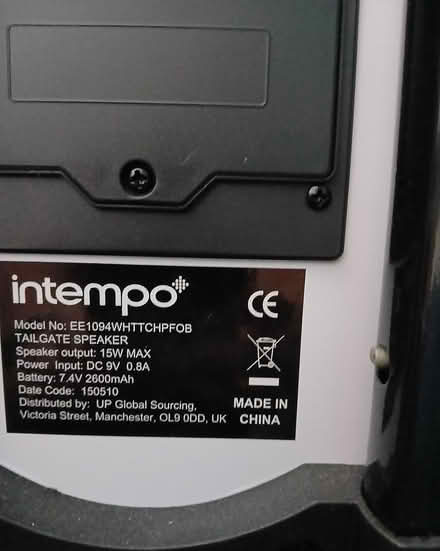 intempo
Model No: EE1094WHTTCHPFOB
TAILGATE SPEAKER
Speaker output: 15W MAX
Power Input: DC 9V 0.8A
Battery: 7.4V 2600mAh
Date Code: 150510
Distributed by: UP Global Sourcing,
Victoria Street, Manchester, OL9 0DD, UK
CE
MADE IN
CHINA